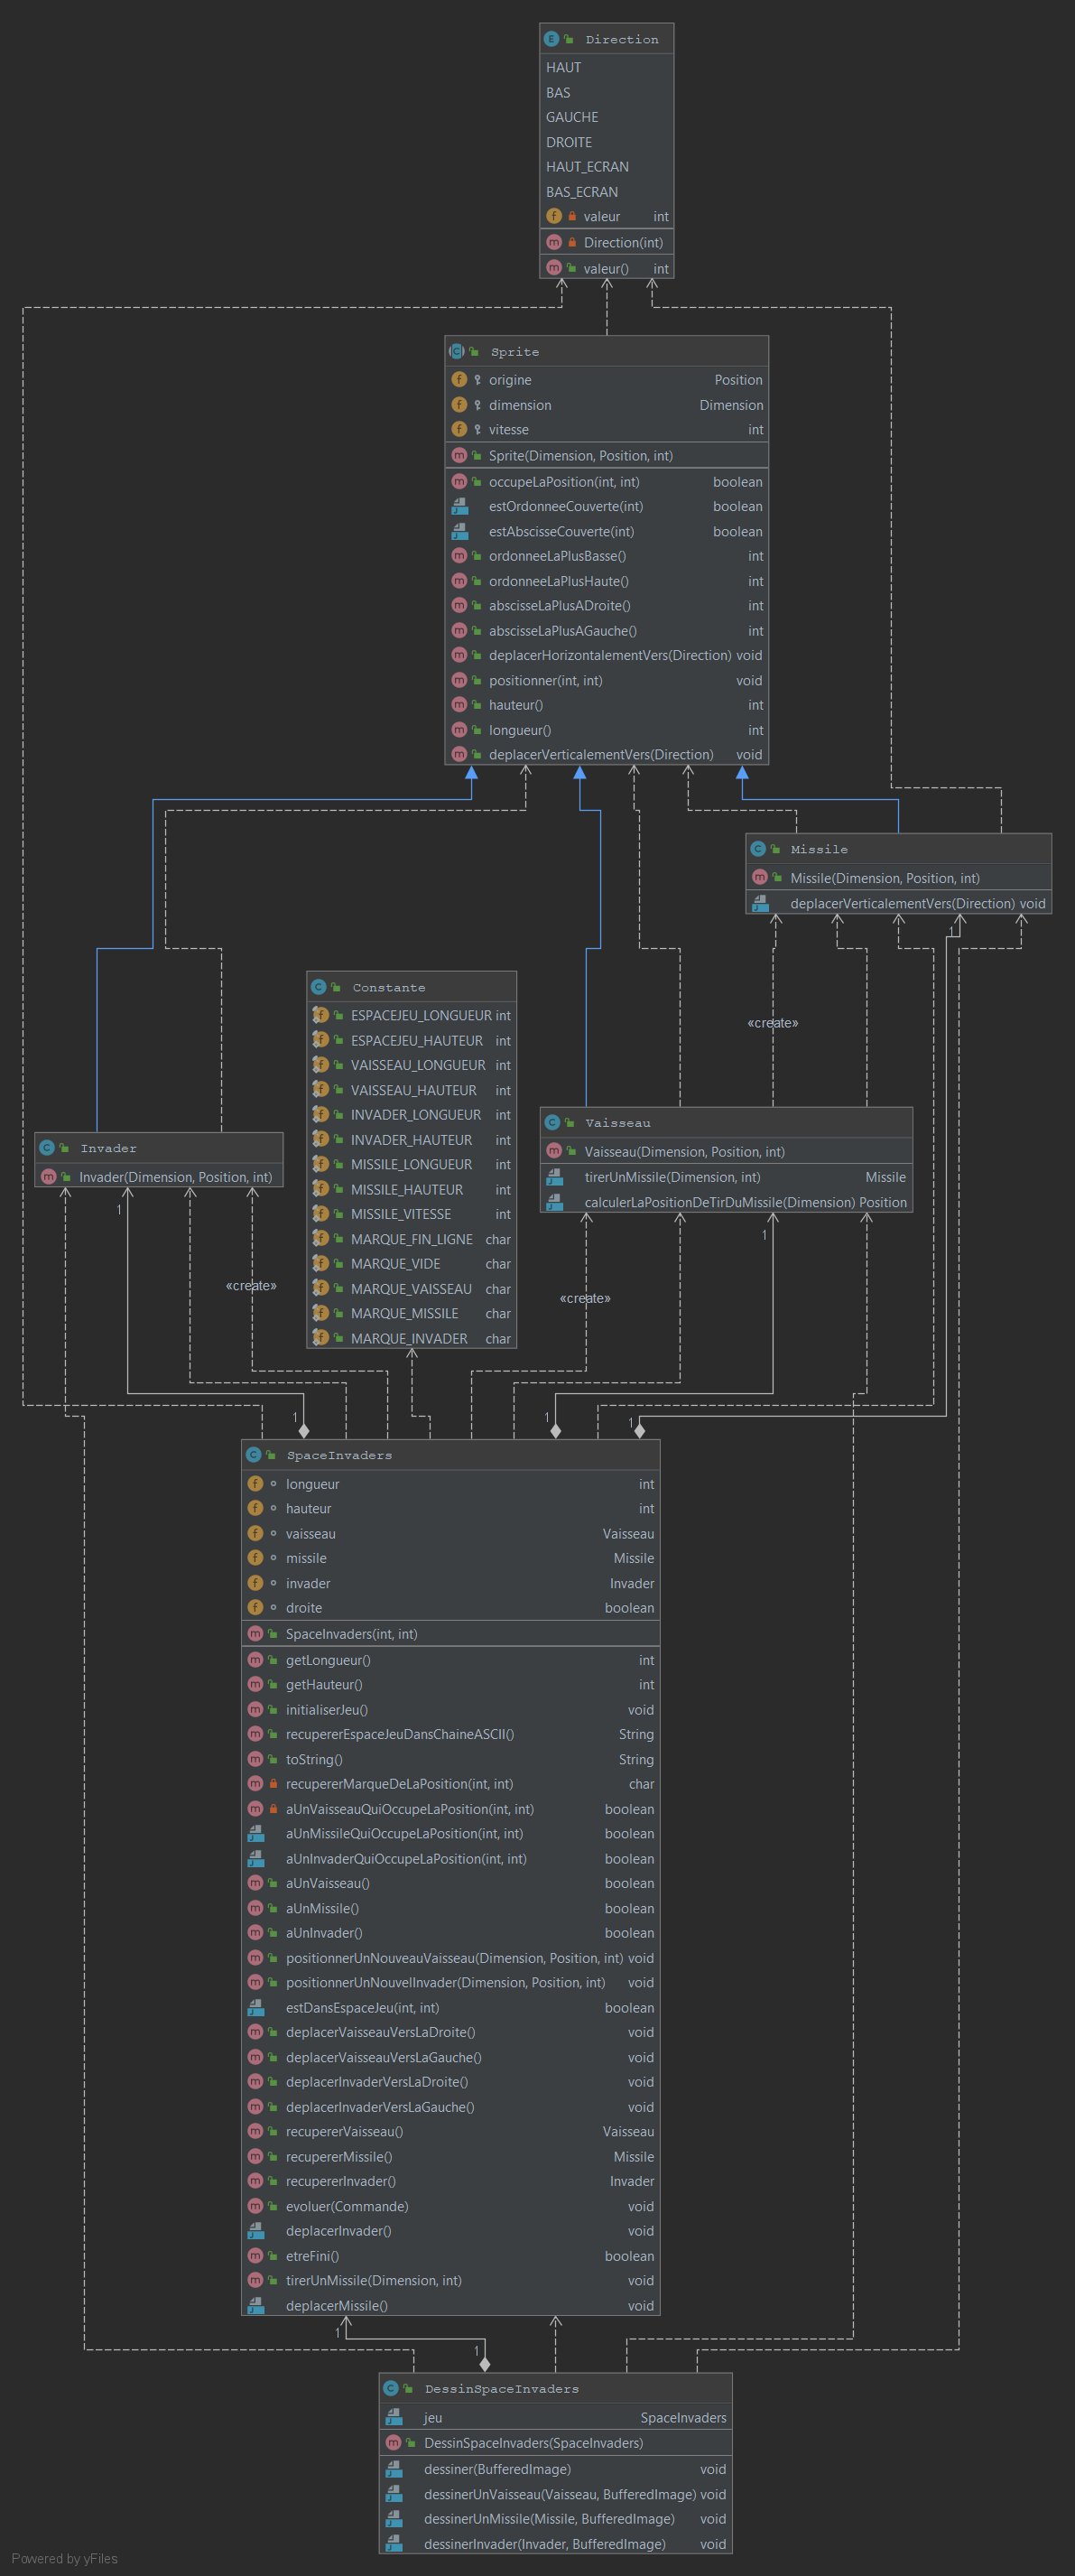 Direction
HAUT
BAS
GAUCHE
DROITE
HAUT_ECRAN
BAS_ECRAN
valeur int
Direction(int)
valeur() int
Sprite
origine Position
dimension Dimension
vitesse int
Sprite(Dimension, Position, int)
occupeLaPosition(int, int) boolean
estOrdonneeCouverte(int) boolean
estAbscisseCouverte(int) boolean
ordonneeLaPlusBasse() int
ordonneeLaPlusHaute() int
abscisseLaPlusADroite() int
abscisseLaPlusAGauche() int
deplacerHorizontalementVers(Direction) void
positionner(int, int) void
hauteur() int
longueur() int
deplacerVerticalementVers(Direction) void
Missile
Missile(Dimension, Position, int)
deplacerVerticalementVers(Direction) void
1
«create»
Constante
ESPACEJEU_LONGUEUR int
ESPACEJEU_HAUTEUR int
VAISSEAU_LONGUEUR int
VAISSEAU_HAUTEUR int
INVADER_LONGUEUR int
INVADER_HAUTEUR int
MISSILE_LONGUEUR int
MISSILE_HAUTEUR int
MISSILE_VITESSE int
MARQUE_FIN_LIGNE char
MARQUE_VIDE char
MARQUE_VAISSEAU char
MARQUE_MISSILE char
MARQUE_INVADER char
Vaisseau
Vaisseau(Dimension, Position, int)
tirerUnMissile(Dimension, int) Missile
calculerLaPositionDeTirDuMissile(Dimension) Position
Invader
Invader(Dimension, Position, int)
1
1
«create»
«create»
1
1
1
SpaceInvaders
longueur int
hauteur int
vaisseau Vaisseau
missile Missile
invader Invader
droite boolean
SpaceInvaders(int, int)
getLongueur() int
getHauteur() int
initialiserJeu() void
recupererEspaceJeuDansChaineASCII() String
toString() String
recupererMarqueDeLaPosition(int, int) char
aUnVaisseauQuiOccupeLaPosition(int, int) boolean
aUnMissileQuiOccupeLaPosition(int, int) boolean
aUnInvaderQuiOccupeLaPosition(int, int) boolean
aUnVaisseau() boolean
aUnMissile() boolean
aUnInvader() boolean
positionnerUnNouveauVaisseau(Dimension, Position, int) void
positionnerUnNouvelInvader(Dimension, Position, int) void
estDansEspaceJeu(int, int) boolean
deplacerVaisseauVersLaDroite() void
deplacerVaisseauVersLaGauche() void
deplacerInvaderVersLaDroite() void
deplacerInvaderVersLaGauche() void
recupererVaisseau() Vaisseau
recupererMissile() Missile
recupererInvader() Invader
evoluer(Commande) void
deplacerInvader() void
etreFini() boolean
tirerUnMissile(Dimension, int) void
deplacerMissile() void
1
1
DessinSpaceInvaders
jeu SpaceInvaders
DessinSpaceInvaders(SpaceInvaders)
dessiner(BufferedImage) void
dessinerUnVaisseau(Vaisseau, BufferedImage) void
dessinerUnMissile(Missile, BufferedImage) void
dessinerInvader(Invader, BufferedImage) void
Powered by yFiles